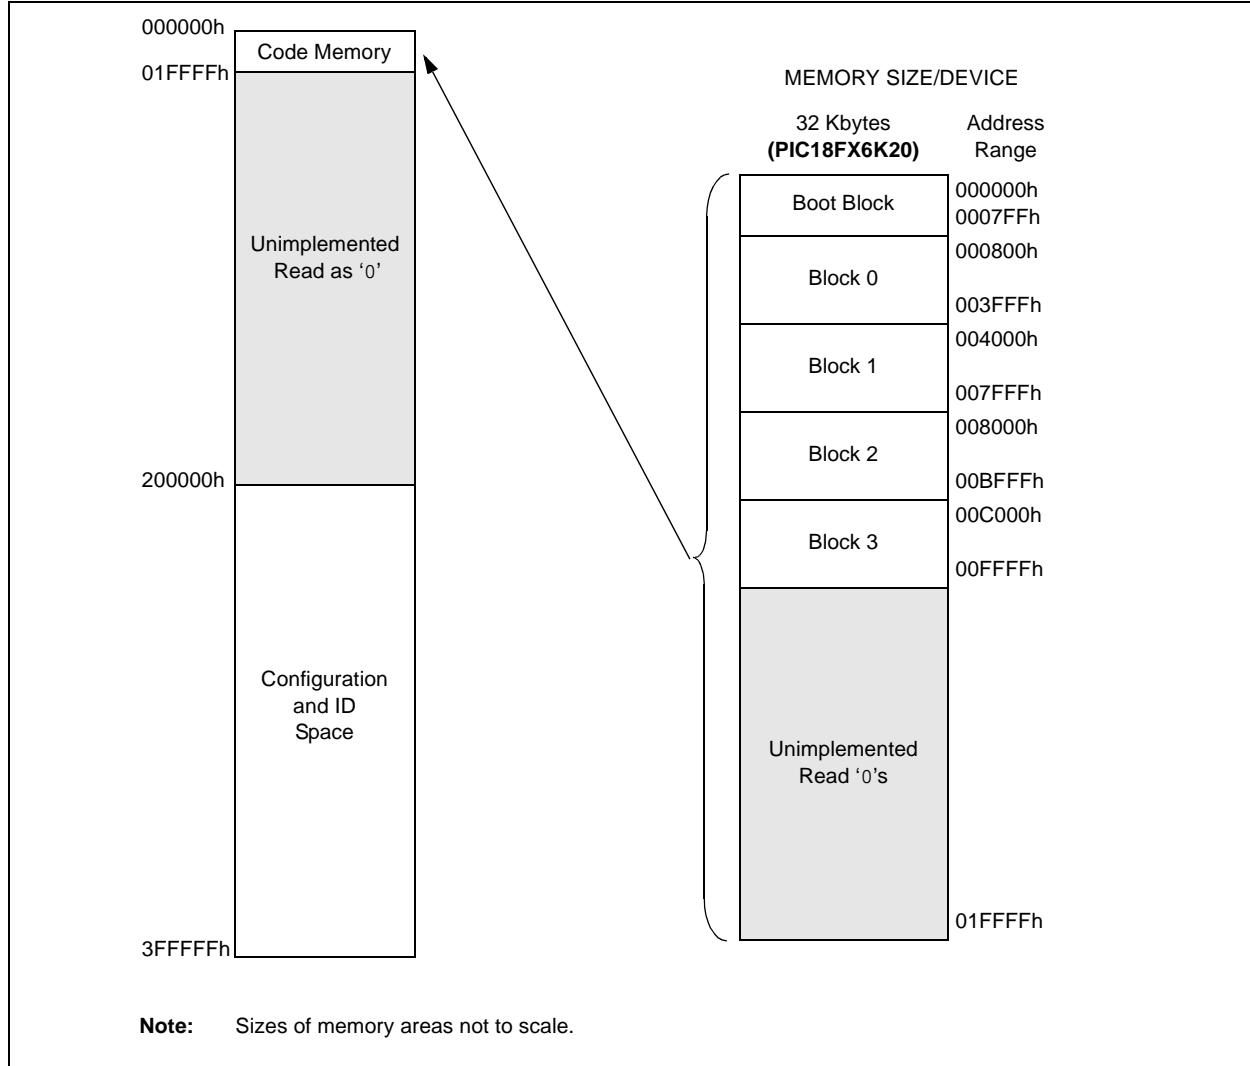 000000h
Code Memory
01FFFFh
Unimplemented
Read as ‘0’
200000h
Configuration
and ID
Space
3FFFFFh
MEMORY SIZE/DEVICE
32 Kbytes
(PIC18FX6K20)
Address
Range
Boot Block
000000h
0007FFh
Block 0
000800h
003FFFh
Block 1
004000h
007FFFh
Block 2
008000h
00BFFFh
Block 3
00C000h
00FFFFh
Unimplemented
Read ‘0’s
01FFFFh
Note: Sizes of memory areas not to scale.